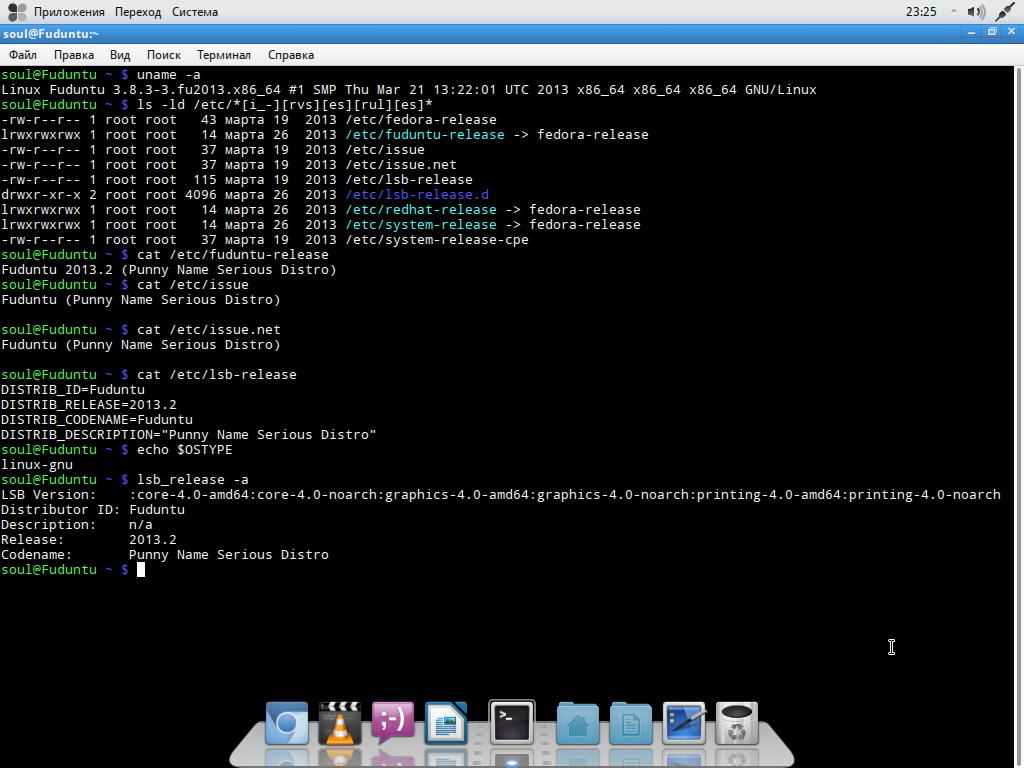 Приложения Переход Система 23:25
soul@Fuduntu:~
Файл Правка Вид Поиск Терминал Справка
soul@Fuduntu ~ $ uname -a
Linux Fuduntu 3.8.3-3.fu2013.x86_64 #1 SMP Thu Mar 21 13:22:01 UTC 2013 x86_64 x86_64 x86_64 GNU/Linux
soul@Fuduntu ~ $ ls -ld /etc/*[i_-][rvs][es][rul][es]*
-rw-r--r-- 1 root root   43 марта 19  2013 /etc/fedora-release
lrwxrwxrwx 1 root root   14 марта 26  2013 /etc/fuduntu-release -> fedora-release
-rw-r--r-- 1 root root   37 марта 19  2013 /etc/issue
-rw-r--r-- 1 root root   37 марта 19  2013 /etc/issue.net
-rw-r--r-- 1 root root  115 марта 19  2013 /etc/lsb-release
drwxr-xr-x 2 root root 4096 марта 26  2013 /etc/lsb-release.d
lrwxrwxrwx 1 root root   14 марта 26  2013 /etc/redhat-release -> fedora-release
lrwxrwxrwx 1 root root   14 марта 26  2013 /etc/system-release -> fedora-release
-rw-r--r-- 1 root root   37 марта 19  2013 /etc/system-release-cpe
soul@Fuduntu ~ $ cat /etc/fuduntu-release
Fuduntu 2013.2 (Punny Name Serious Distro)
soul@Fuduntu ~ $ cat /etc/issue
Fuduntu (Punny Name Serious Distro)

soul@Fuduntu ~ $ cat /etc/issue.net
Fuduntu (Punny Name Serious Distro)

soul@Fuduntu ~ $ cat /etc/lsb-release
DISTRIB_ID=Fuduntu
DISTRIB_RELEASE=2013.2
DISTRIB_CODENAME=Fuduntu
DISTRIB_DESCRIPTION="Punny Name Serious Distro"
soul@Fuduntu ~ $ echo $OSTYPE
linux-gnu
soul@Fuduntu ~ $ lsb_release -a
LSB Version:    :core-4.0-amd64:core-4.0-noarch:graphics-4.0-amd64:graphics-4.0-noarch:printing-4.0-amd64:printing-4.0-noarch
Distributor ID: Fuduntu
Description:    n/a
Release:        2013.2
Codename:       Punny Name Serious Distro
soul@Fuduntu ~ $
;-)
>_